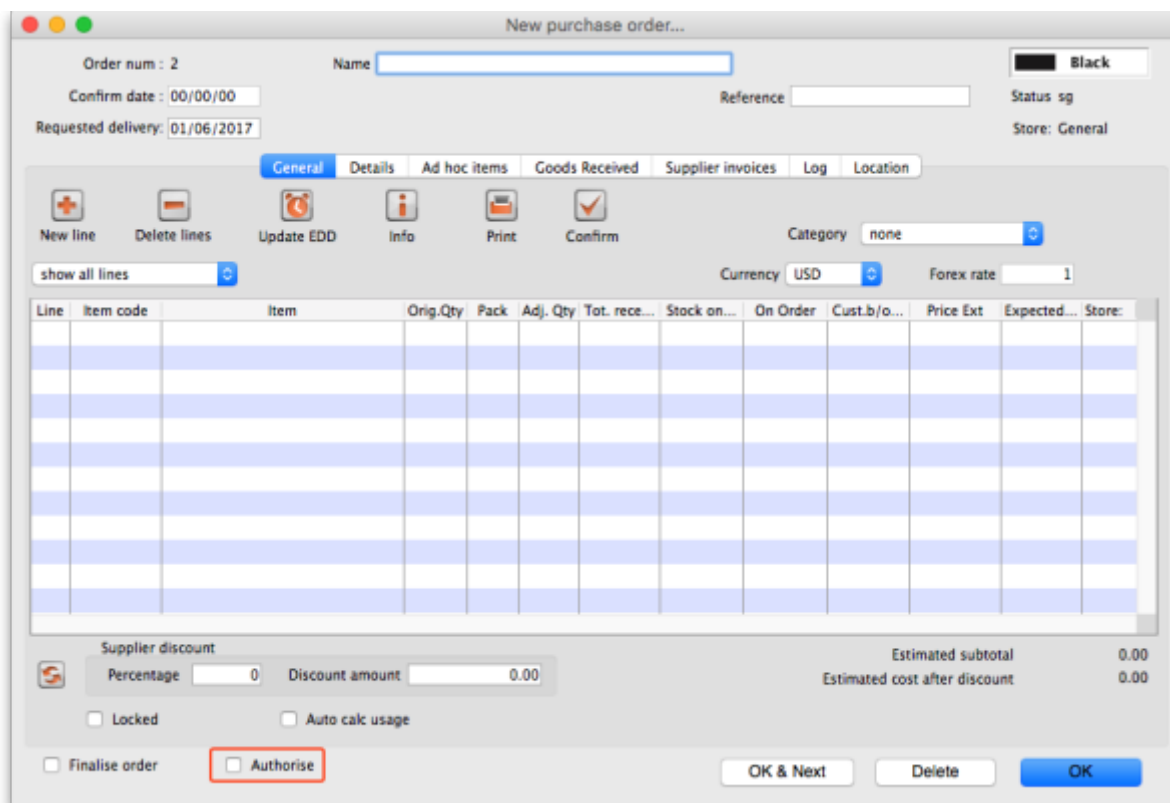 New purchase order...
Order num : 2 Name Black
Confirm date : 00/00/00 Reference Status sg
Requested delivery: 01/06/2017 Store: General
General Details Ad hoc items Goods Received Supplier invoices Log Location
New line Delete lines Update EDD Info Print Confirm Category none
show all lines Currency USD Forex rate 1
Line Item code Item Orig.Qty Pack Adj. Qty Tot. rece... Stock on... On Order Cust.b/o... Price Ext Expected... Store:
Supplier discount Estimated subtotal 0.00
Percentage 0 Discount amount 0.00 Estimated cost after discount 0.00
Locked Auto calc usage
Finalise order Authorise OK & Next Delete OK